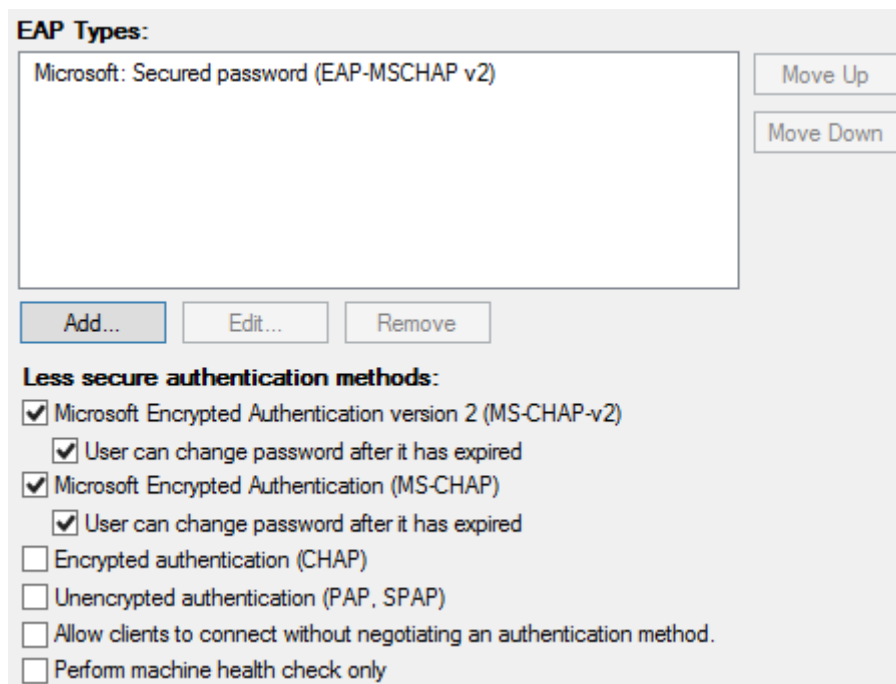 EAP Types:
Microsoft: Secured password (EAP-MSCHAP v2)
Move Up
Move Down
Add...
Edit...
Remove
Less secure authentication methods:
Microsoft Encrypted Authentication version 2 (MS-CHAP-v2)
User can change password after it has expired
Microsoft Encrypted Authentication (MS-CHAP)
User can change password after it has expired
Encrypted authentication (CHAP)
Unencrypted authentication (PAP, SPAP)
Allow clients to connect without negotiating an authentication method.
Perform machine health check only